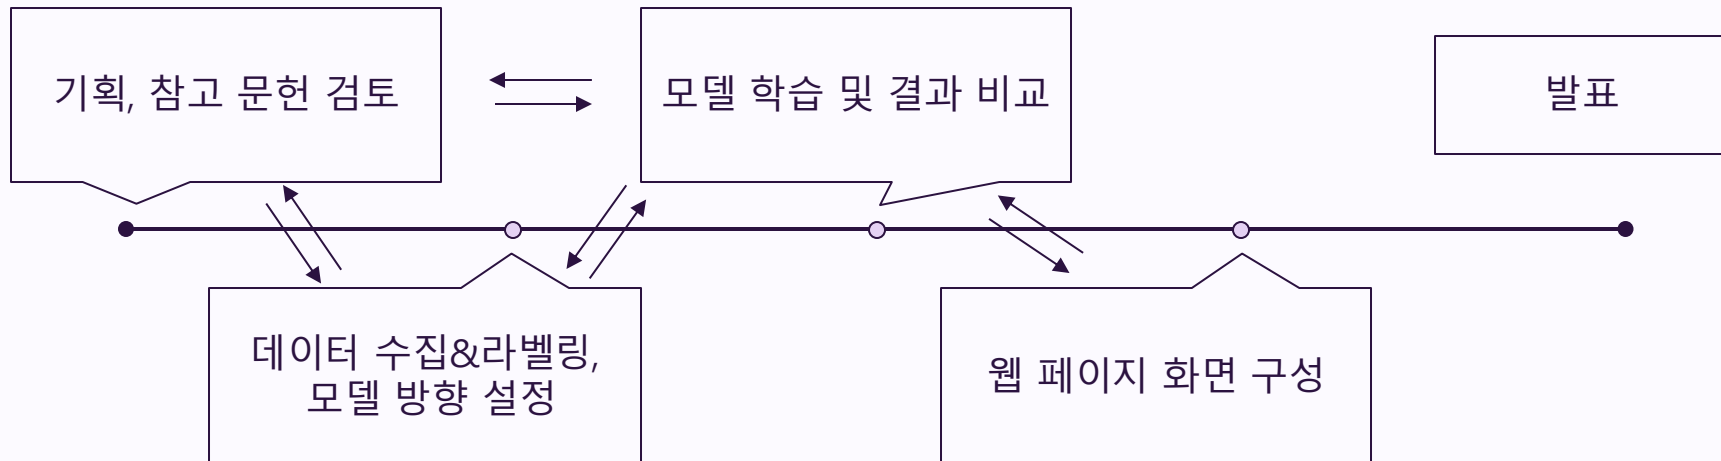 기획, 참고 문헌 검토
모델 학습 및 결과 비교
발표
데이터 수집&라벨링,
모델 방향 설정
웹 페이지 화면 구성